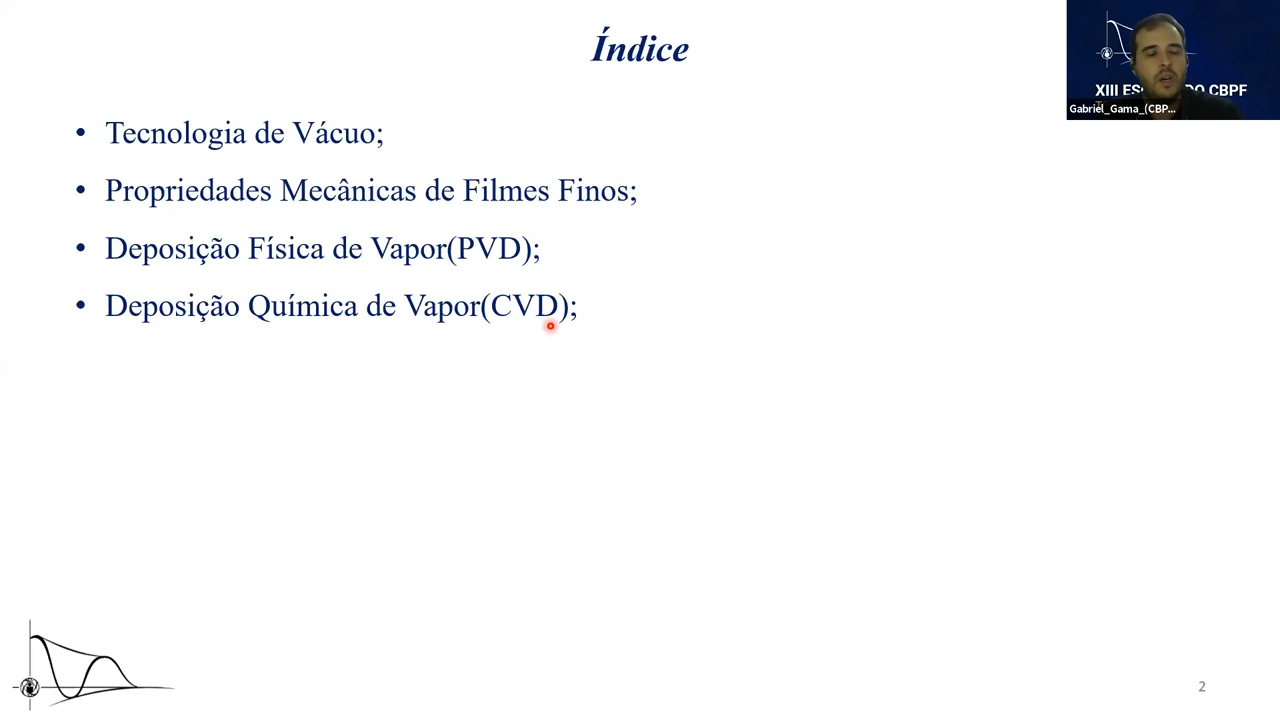 Índice
XIII ES DO CBPF
Gabriel_Gama_(CBP...
• Tecnologia de Vácuo;
• Propriedades Mecânicas de Filmes Finos;
• Deposição Física de Vapor(PVD);
• Deposição Química de Vapor(CVD);
2